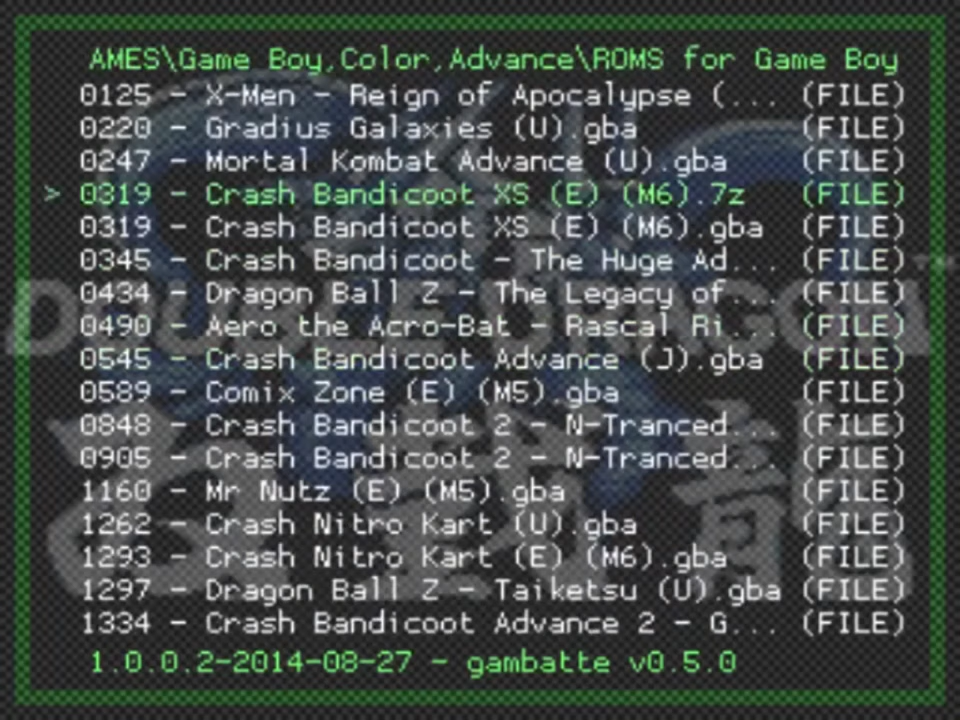 AMES\Game Boy,Color,Advance\ROMS for Game Boy
0125 - X-Men - Reign of Apocalypse (... (FILE)
0220 - Gradius Galaxies (U).gba (FILE)
0247 - Mortal Kombat Advance (U).gba (FILE)
> 0319 - Crash Bandicoot XS (E) (M6).7z (FILE)
0319 - Crash Bandicoot XS (E) (M6).gba (FILE)
0345 - Crash Bandicoot - The Huge Ad... (FILE)
0434 - Dragon Ball Z - The Legacy of... (FILE)
0490 - Aero the Acro-Bat - Rascal Ri... (FILE)
0545 - Crash Bandicoot Advance (J).gba (FILE)
0589 - Comix Zone (E) (M5).gba (FILE)
0848 - Crash Bandicoot 2 - N-Tranced... (FILE)
0905 - Crash Bandicoot 2 - N-Tranced... (FILE)
1160 - Mr Nutz (E) (M5).gba (FILE)
1262 - Crash Nitro Kart (U).gba (FILE)
1293 - Crash Nitro Kart (E) (M6).gba (FILE)
1297 - Dragon Ball Z - Taiketsu (U).gba (FILE)
1334 - Crash Bandicoot Advance 2 - G... (FILE)
1.0.0.2-2014-08-27 - gambatte v0.5.0
DOUBLE DRAGON